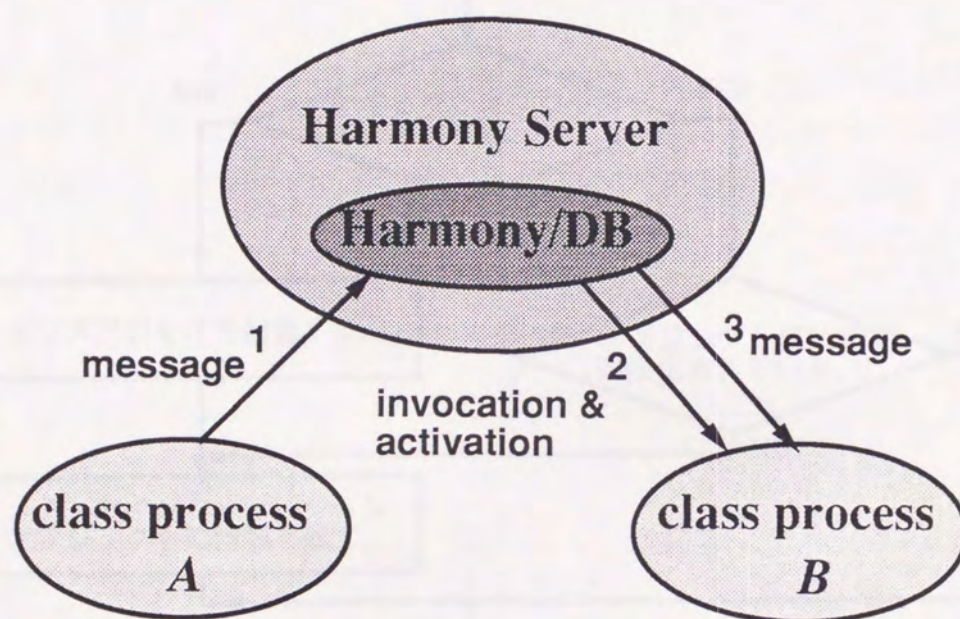 Harmony Server
Harmony/DB
message 1
2
invocation &
activation
3 message
class process
A
class process
B